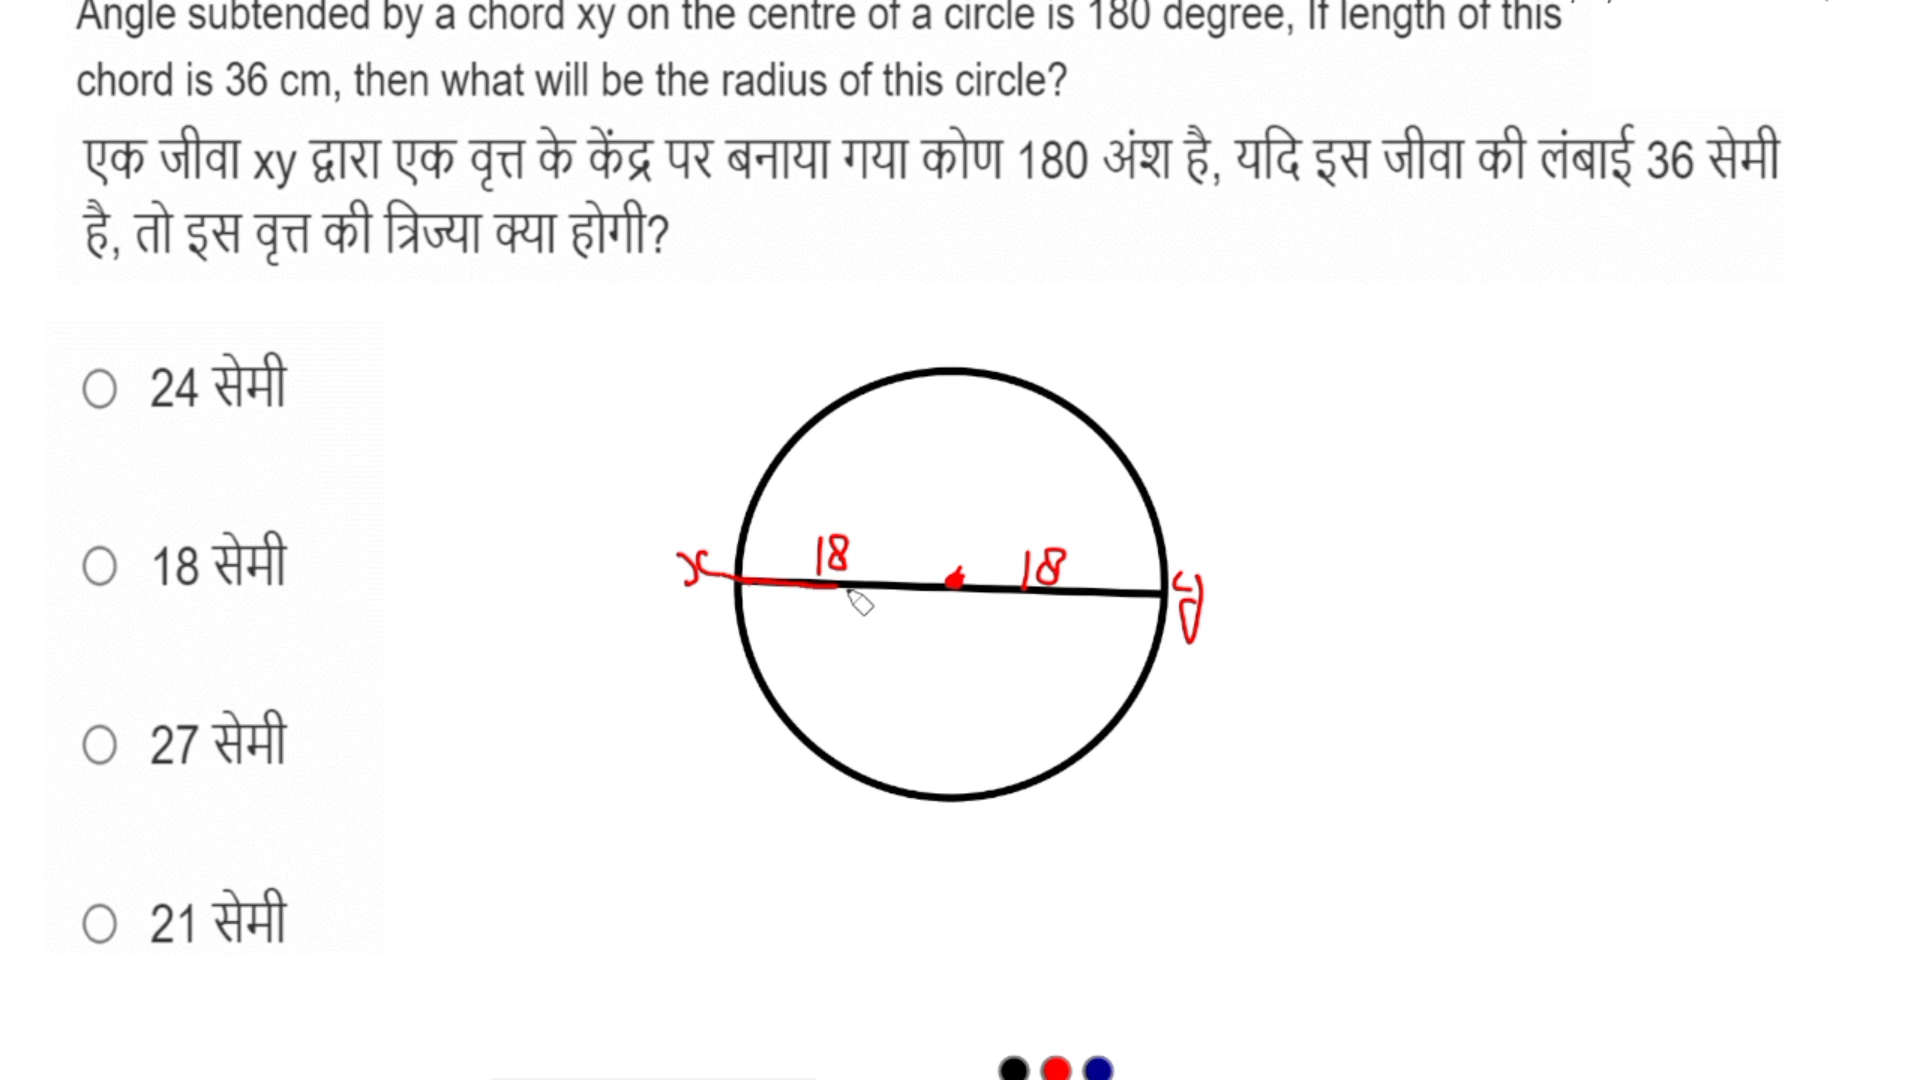 Angle subtended by a chord xy on the centre of a circle is 180 degree, If length of this
chord is 36 cm, then what will be the radius of this circle?
एक जीवा xy द्वारा एक वृत्त के केंद्र पर बनाया गया कोण 180 अंश है, यदि इस जीवा की लंबाई 36 सेमी
है, तो इस वृत्त की त्रिज्या क्या होगी?
24 सेमी
18 सेमी
27 सेमी
21 सेमी
x 18 18 y